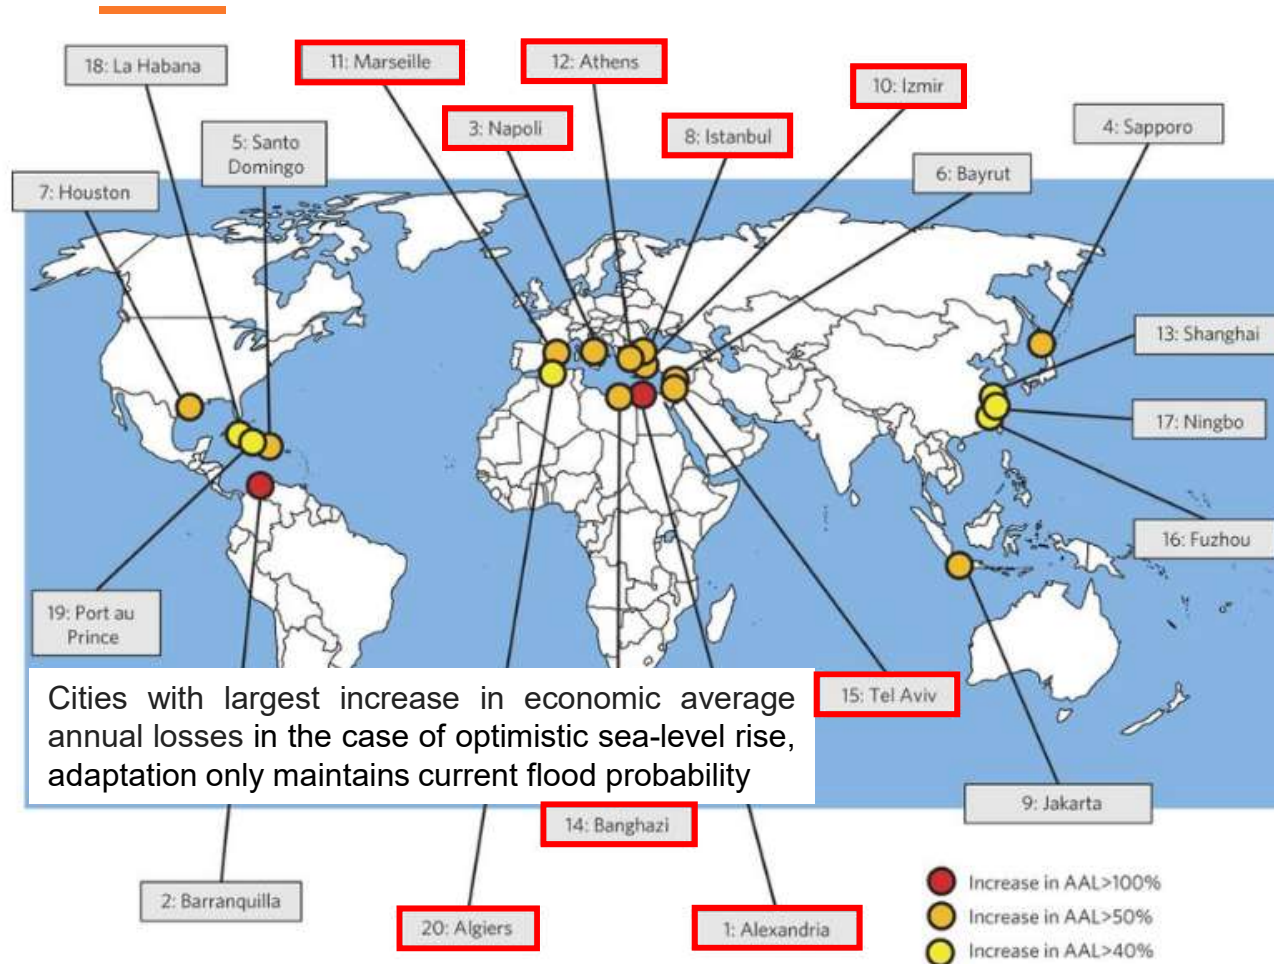 18: La Habana
11: Marseille
12: Athens
10: Izmir
3: Napoli
8: Istanbul
4: Sapporo
5: Santo
Domingo
6: Bayrut
7: Houston
13: Shanghai
17: Ningbo
16: Fuzhou
19: Port au
Prince
15: Tel Aviv
Cities with largest increase in economic average
annual losses in the case of optimistic sea-level rise,
adaptation only maintains current flood probability
9: Jakarta
14: Banghazi
2: Barranquilla
20: Algiers
1: Alexandria
Increase in AAL>100%
Increase in AAL>50%
Increase in AAL>40%